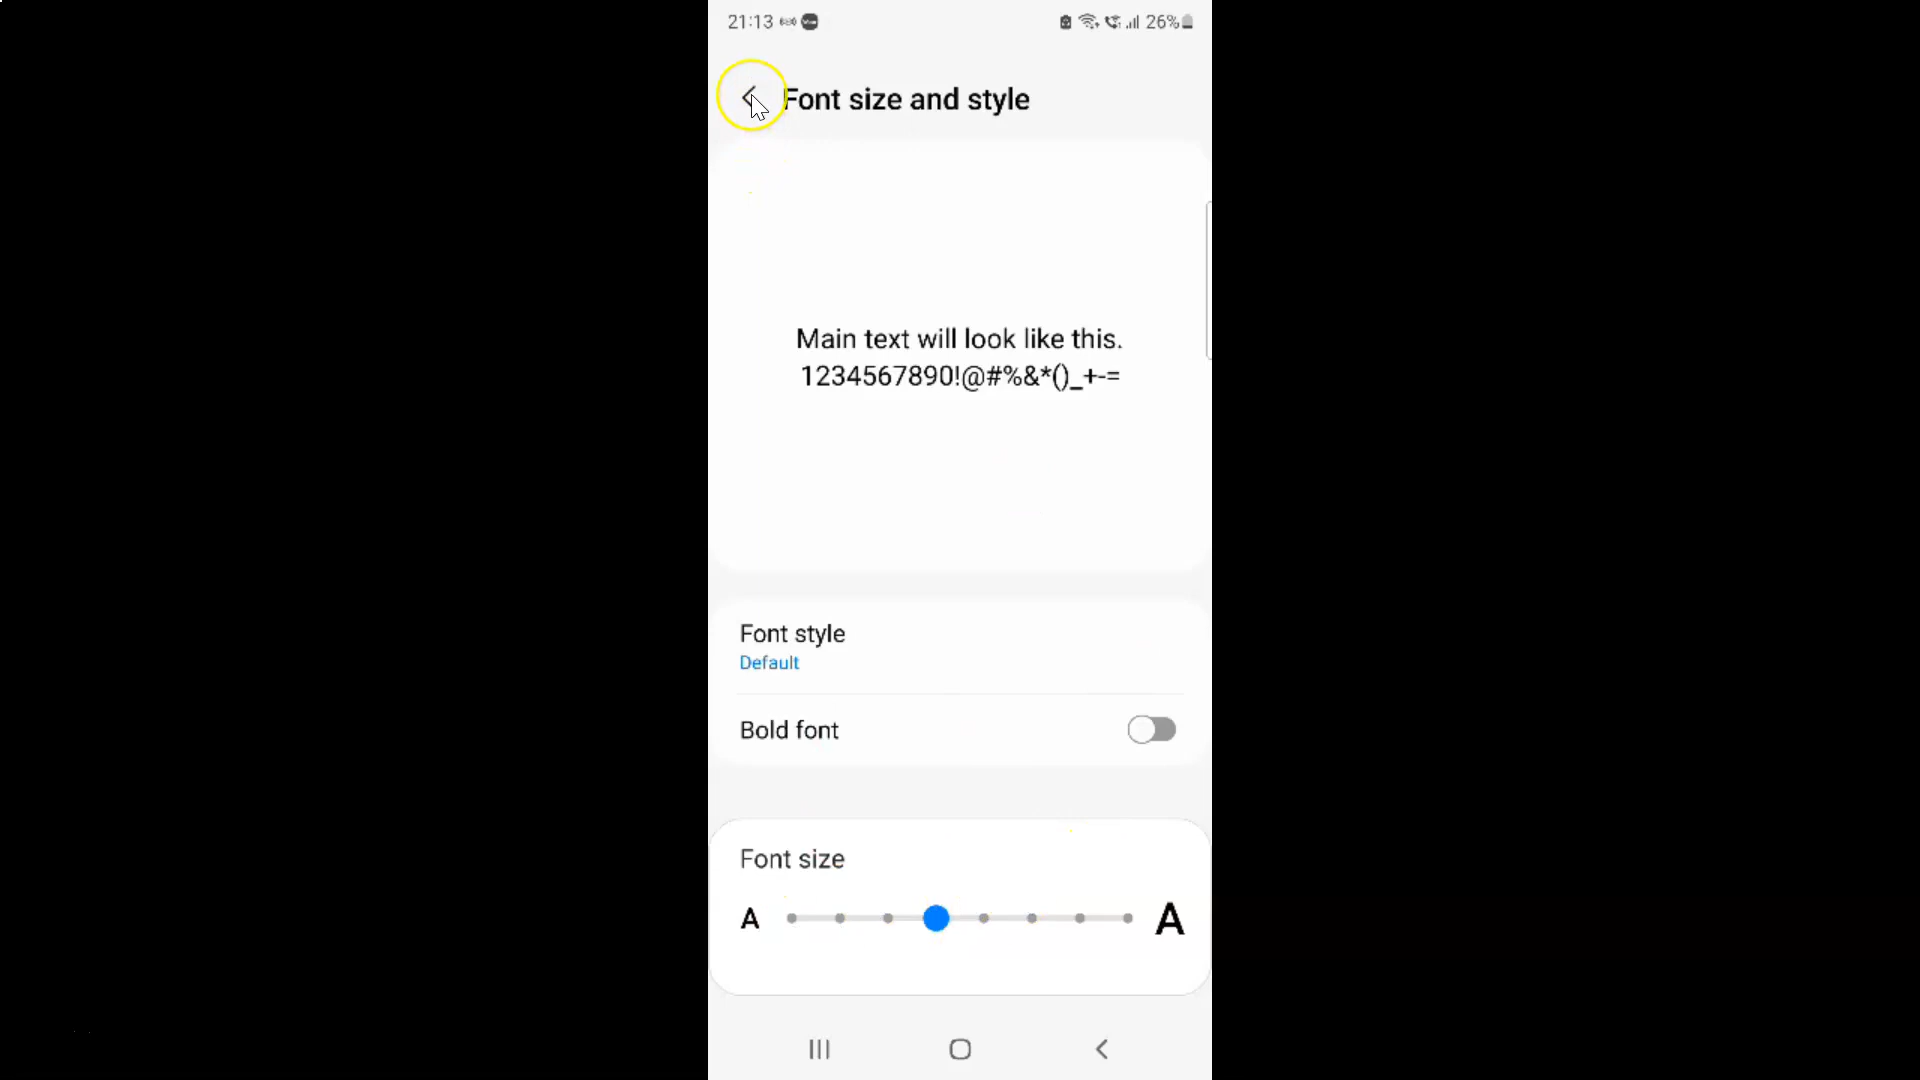 21:13
26%
Font size and style
Main text will look like this.
1234567890!@#%&*()_+-=
Font style
Default
Bold font
Font size
A A